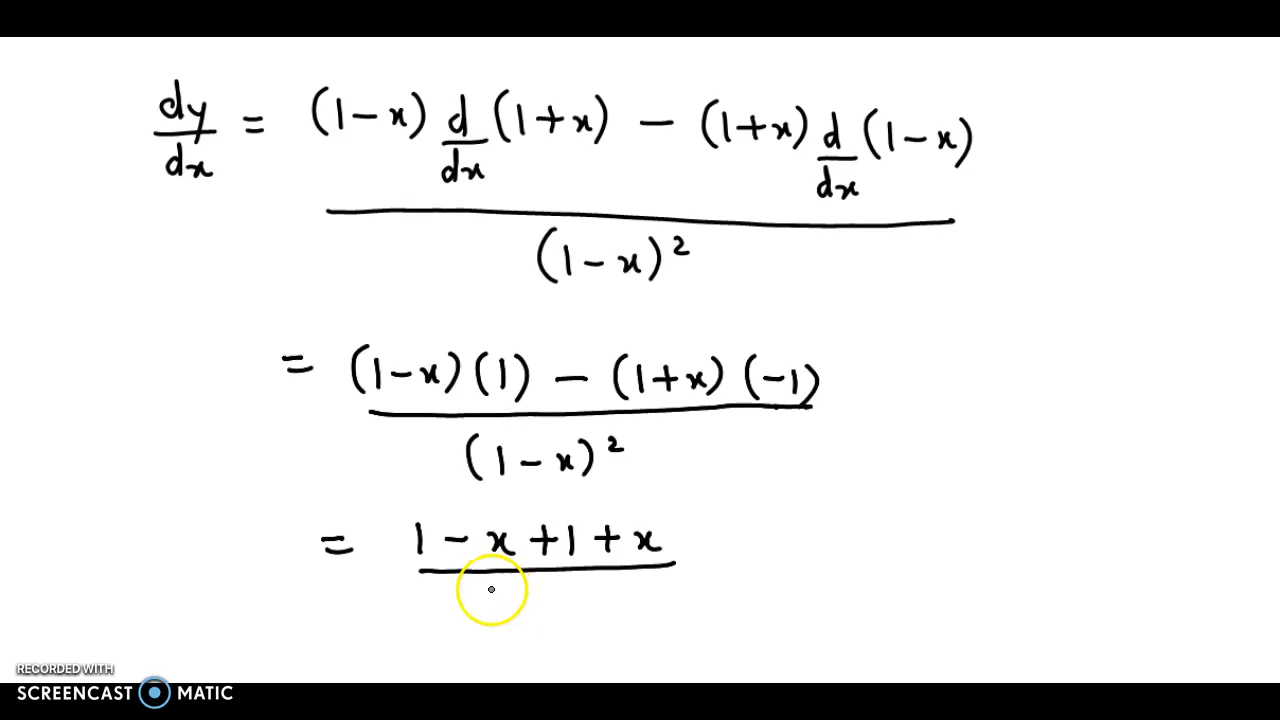 dy/dx = (1-x) d/dx (1+x) - (1+x) d/dx (1-x)
(1-x)²
= (1-x)(1) - (1+x)(-1)
(1-x)²
= 1-x+1+x
RECORDED WITH
SCREENCAST MATIC